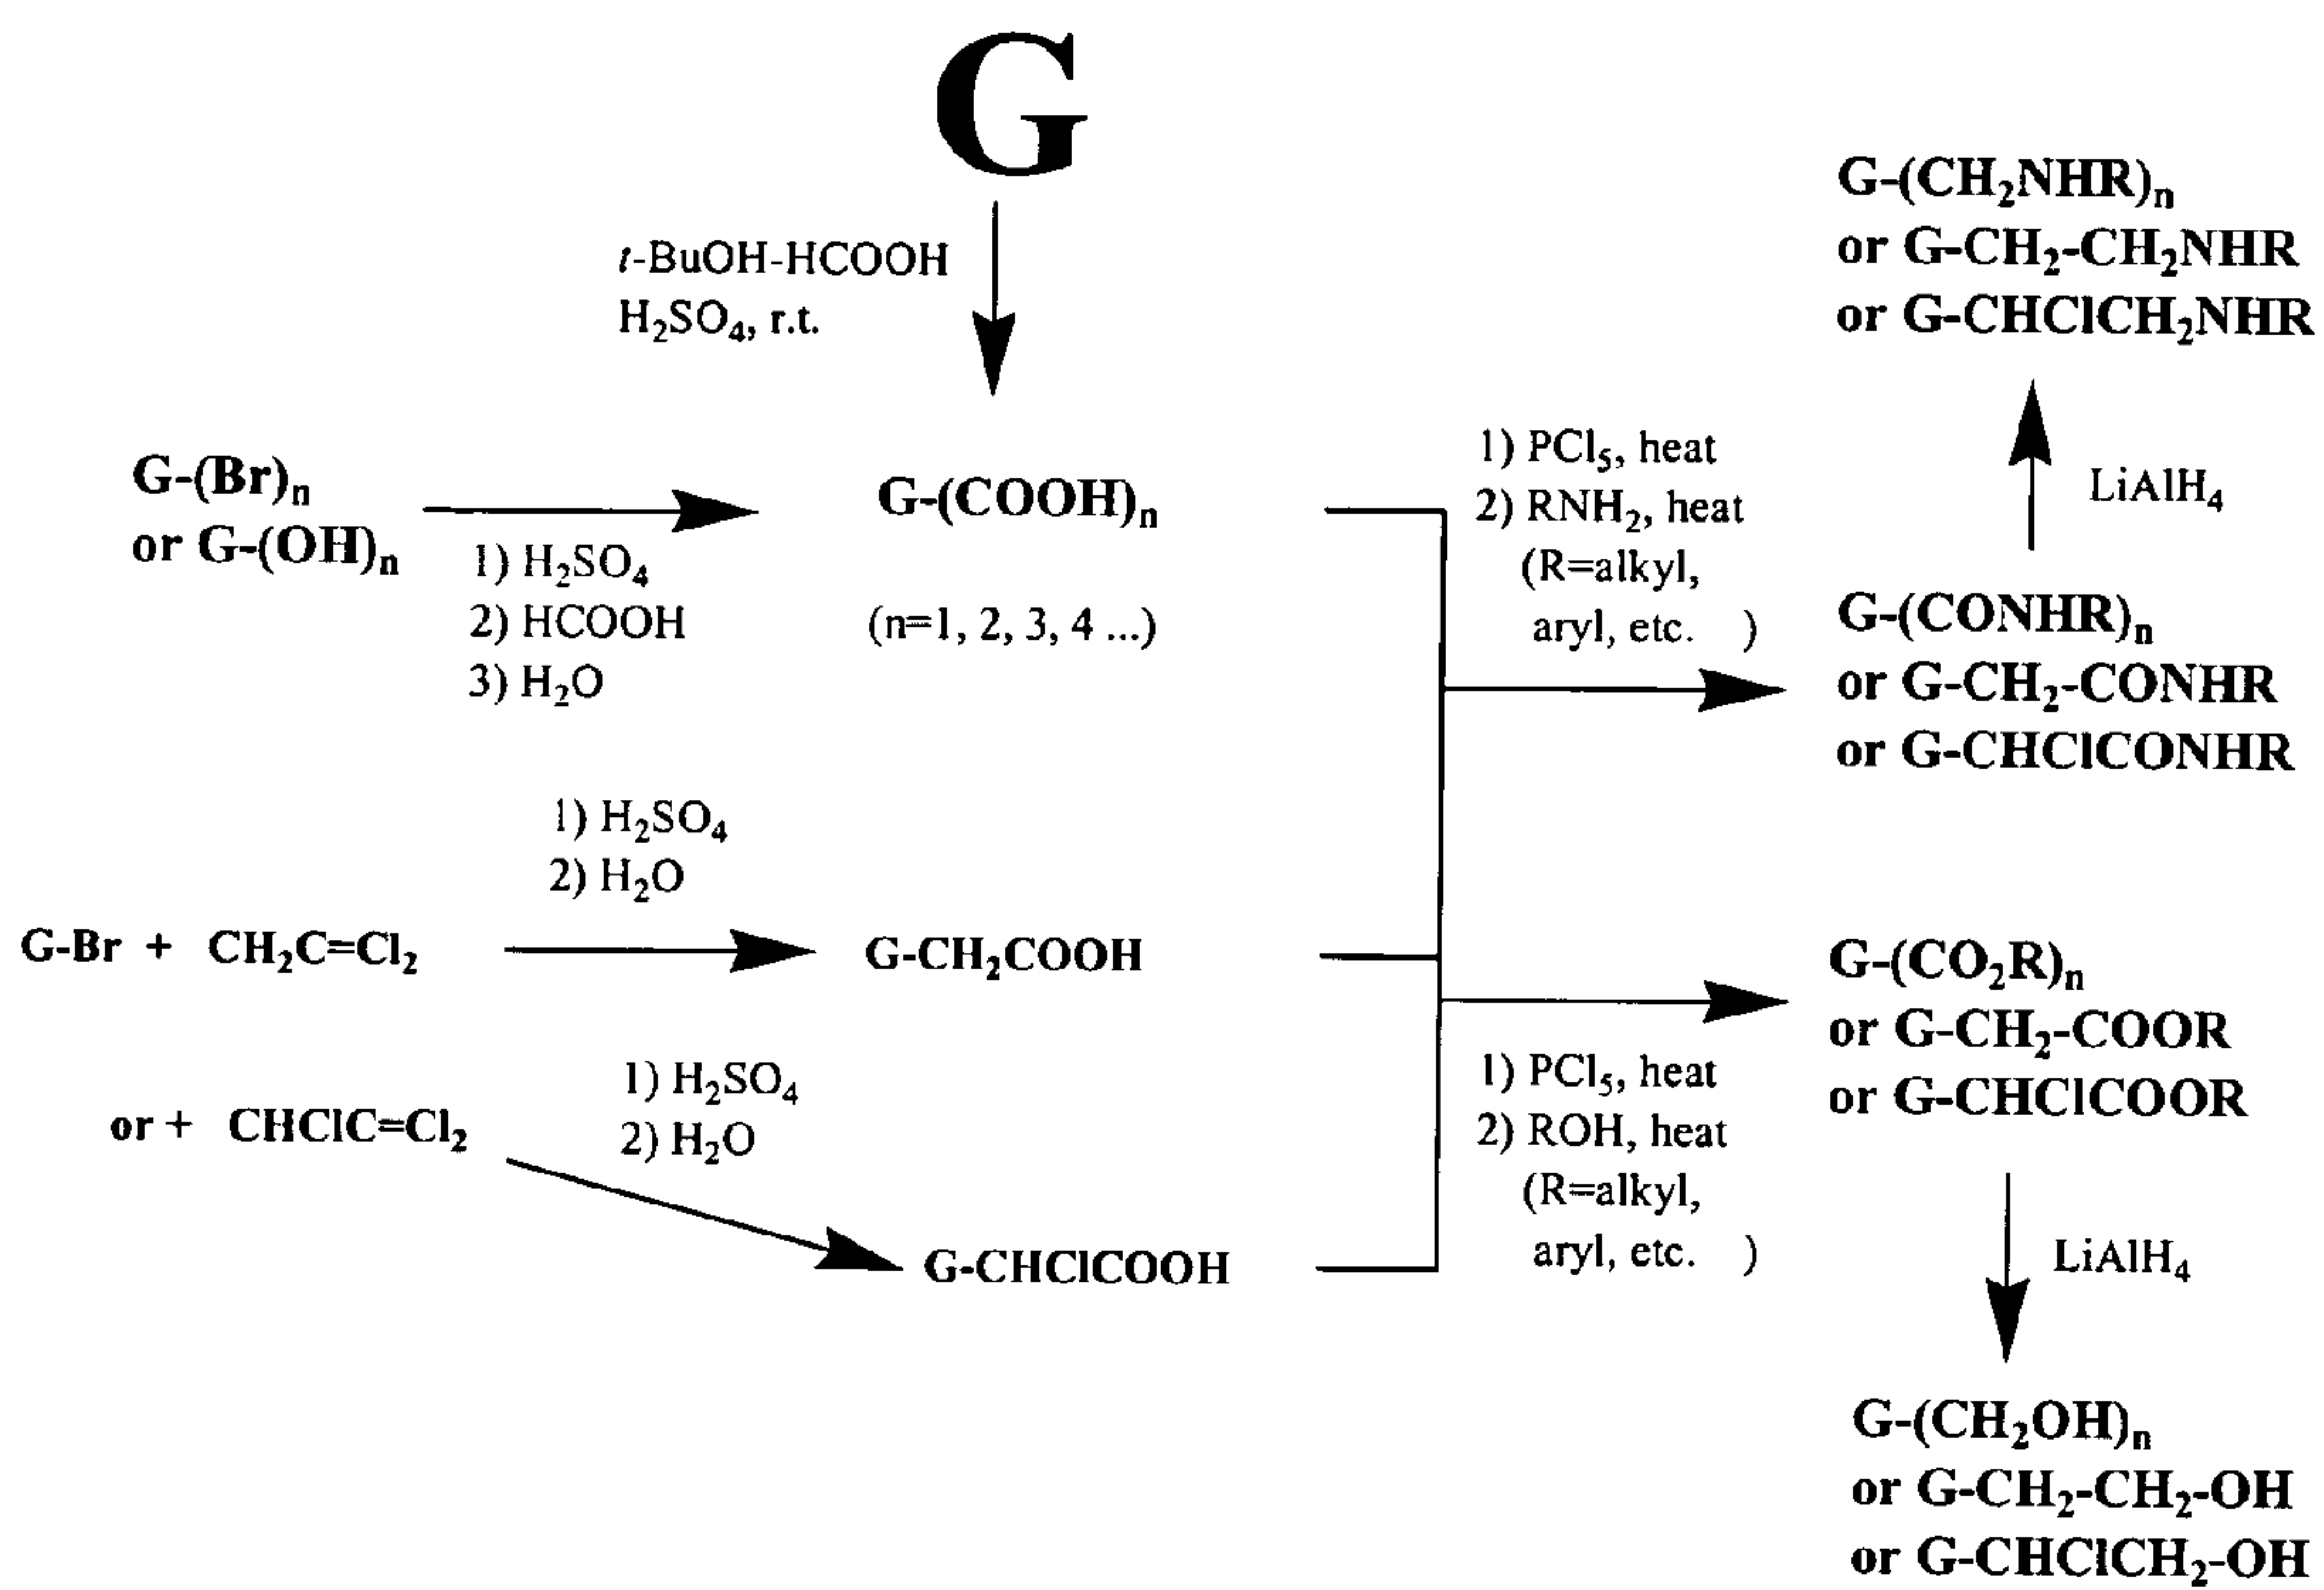 G
t-BuOH-HCOOH
H₂SO₄, r.t.
G-(Br)ₙ
or G-(OH)ₙ
1) H₂SO₄
2) HCOOH
3) H₂O
G-(COOH)ₙ
(n=1, 2, 3, 4 ...)
1) H₂SO₄
2) H₂O
G-Br + CH₂C=Cl₂
G-CH₂COOH
or + CHClC=Cl₂
1) H₂SO₄
2) H₂O
G-CHClCOOH
1) PCl₅, heat
2) RNH₂, heat
(R=alkyl,
aryl, etc. )
G-(CONHR)ₙ
or G-CH₂-CONHR
or G-CHClCONHR
LiAlH₄
G-(CH₂NHR)ₙ
or G-CH₂-CH₂NHR
or G-CHClCH₂NHR
1) PCl₅, heat
2) ROH, heat
(R=alkyl,
aryl, etc. )
G-(CO₂R)ₙ
or G-CH₂-COOR
or G-CHClCOOR
LiAlH₄
G-(CH₂OH)ₙ
or G-CH₂-CH₂-OH
or G-CHClCH₂-OH